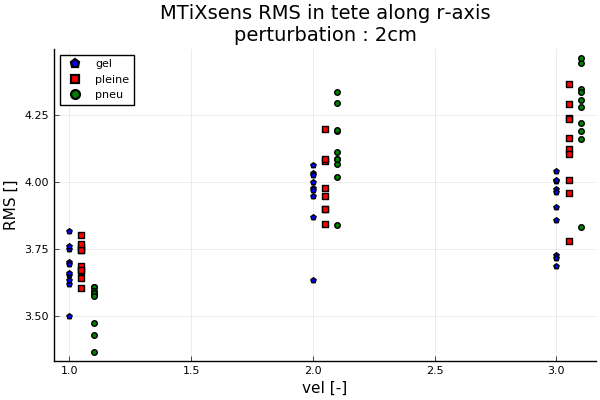 MTiXsens RMS in tete along r-axis
perturbation : 2cm
gel
pleine
pneu
RMS []
4.25
4.00
3.75
3.50
1.0
1.5
2.0
2.5
3.0
vel [-]